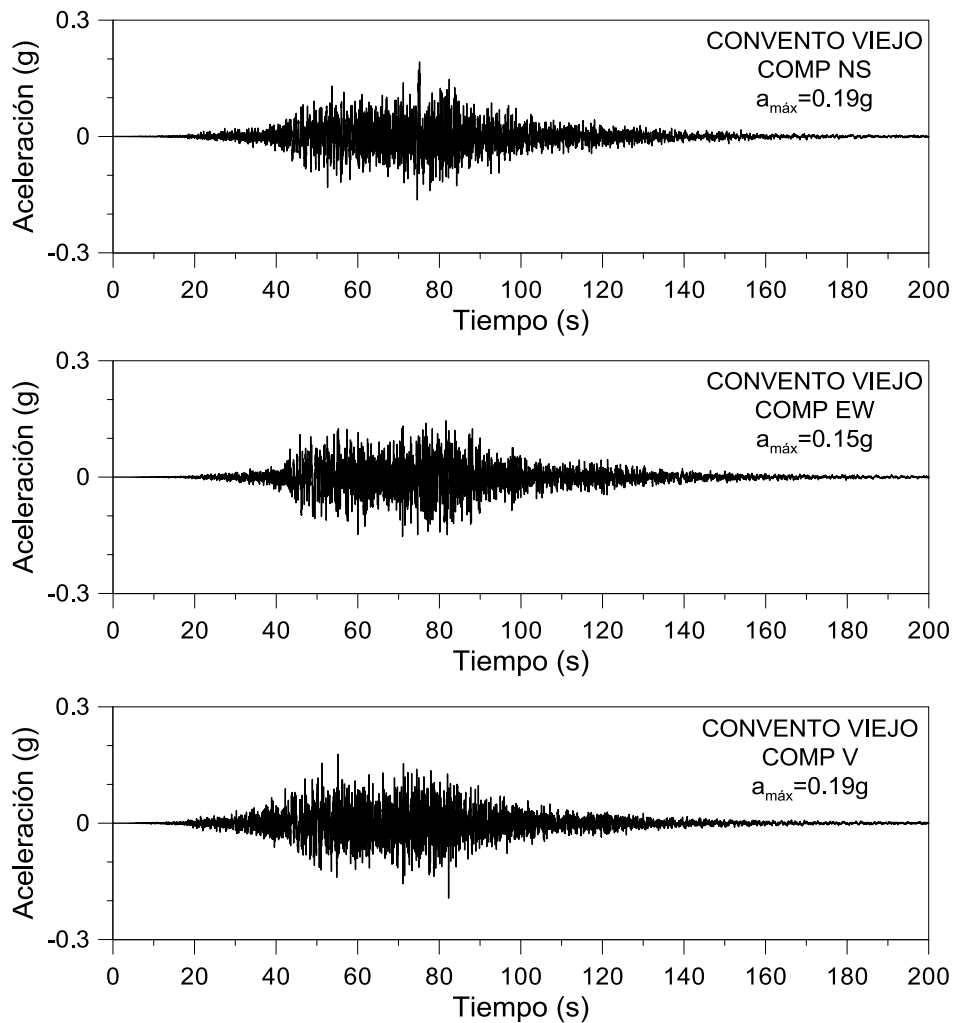 0.3
CONVENTO VIEJO
COMP NS
amáx=0.19g
Aceleración (g)
0
-0.3
0 20 40 60 80 100 120 140 160 180 200
Tiempo (s)
0.3
CONVENTO VIEJO
COMP EW
amáx=0.15g
Aceleración (g)
0
-0.3
0 20 40 60 80 100 120 140 160 180 200
Tiempo (s)
0.3
CONVENTO VIEJO
COMP V
amáx=0.19g
Aceleración (g)
0
-0.3
0 20 40 60 80 100 120 140 160 180 200
Tiempo (s)